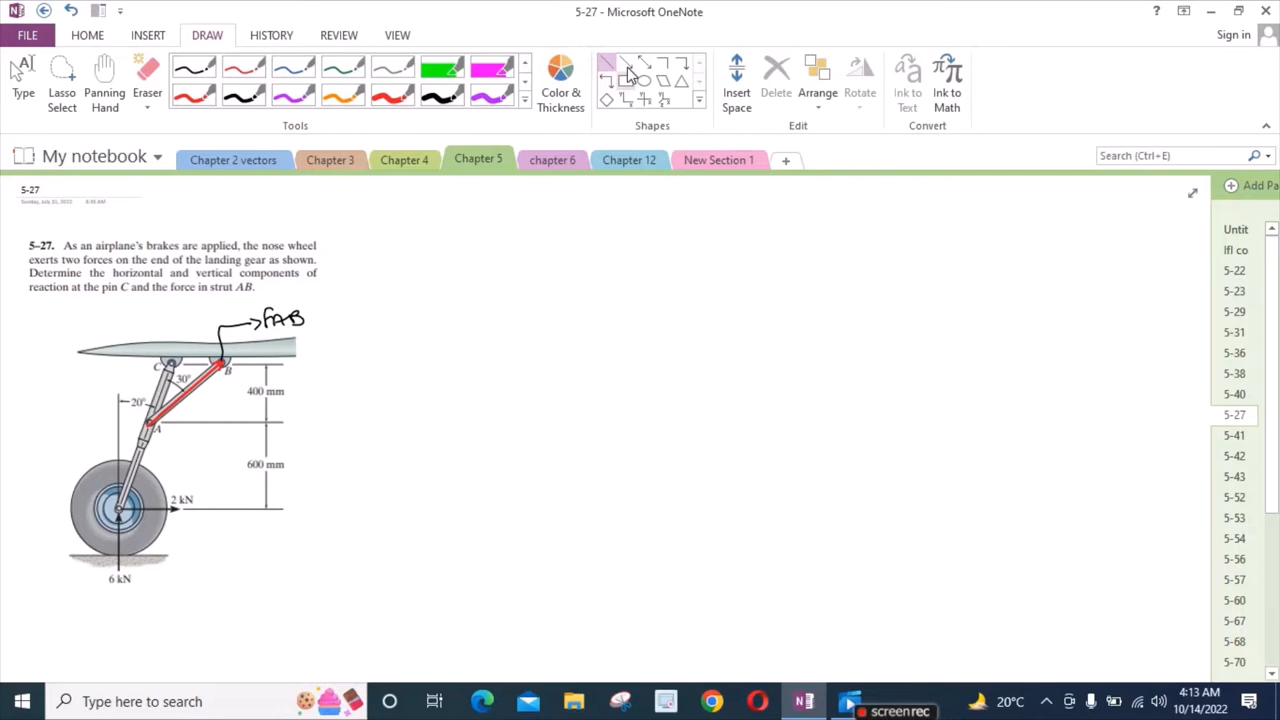 5-27 - Microsoft OneNote
?
FILE
HOME
INSERT
DRAW
HISTORY
REVIEW
VIEW
Sign in
Type
Lasso
Select
Panning
Hand
Eraser
Color &
Thickness
Insert
Space
Delete
Arrange
Rotate
Ink to
Text
Ink to
Math
Tools
Shapes
Edit
Convert
My notebook
Chapter 2 vectors
Chapter 3
Chapter 4
Chapter 5
chapter 6
Chapter 12
New Section 1
Search (Ctrl+E)
5-27
Sunday, July 31, 2022
Add Pa
Untit
Ifl co
5-22
5-23
5-29
5-31
5-36
5-38
5-40
5-27
5-41
5-42
5-43
5-52
5-53
5-54
5-56
5-57
5-60
5-67
5-68
5-70
5–27. As an airplane's brakes are applied, the nose wheel
exerts two forces on the end of the landing gear as shown.
Determine the horizontal and vertical components of
reaction at the pin C and the force in strut AB.
FAB
C
B
30°
400 mm
20°
A
600 mm
2 kN
6 kN
Type here to search
20°C
4:13 AM
10/14/2022
screenrec